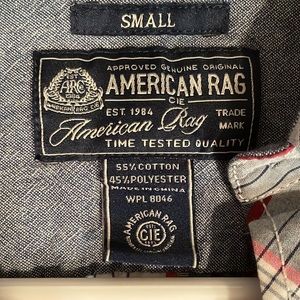 SMALL
APPROVED GENUINE ORIGINAL
ARC
AMERICAN RAG
CIE
EST. 1984 TRADE
American Rag MARK
TIME TESTED QUALITY
55%COTTON
45%POLYESTER
MADE IN CHINA
WPL 8046
AMERICAN RAG
CIE